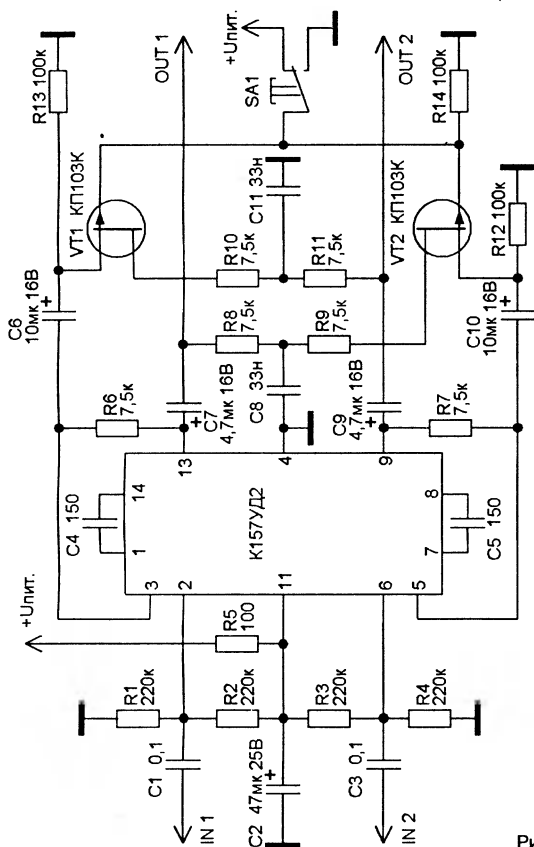 R13 100к
OUT 1
+Uпит.
SA1
OUT 2
R14 100к
VT1 КП103К
C11 33н
VT2 КП103К
R12 100к
C6
10мк 16В
+
R10
7,5к
R11
7,5к
R8
7,5к
R9
7,5к
C10
10мк 16В
+
R6
7,5к
C7
4,7мк 16В
+
C8 33н
C9
4,7мк 16В
+
R7
7,5к
C4 150
14
1
13
4
9
К157УД2
8
7
C5 150
3
2
11
6
5
+Uпит.
R5
100
R1
220к
R2
220к
R3
220к
R4
220к
C1 0,1
C2 47мк 25В
+
C3 0,1
IN 1
IN 2
Ри